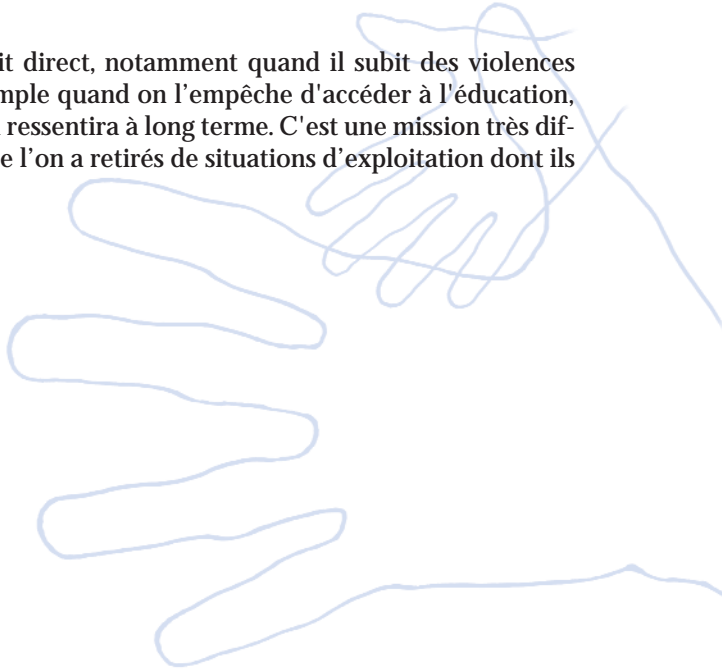 it direct, notamment quand il subit des violences
mple quand on l’empêche d'accéder à l'éducation,
ressentira à long terme. C'est une mission très dif-
e l’on a retirés de situations d’exploitation dont ils